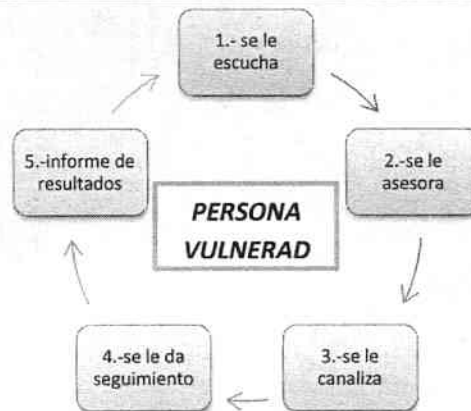 1.- se le
escucha
2.-se le
asesora
3.-se le
canaliza
4.-se le da
seguimiento
5.-informe de
resultados
PERSONA
VULNERAD